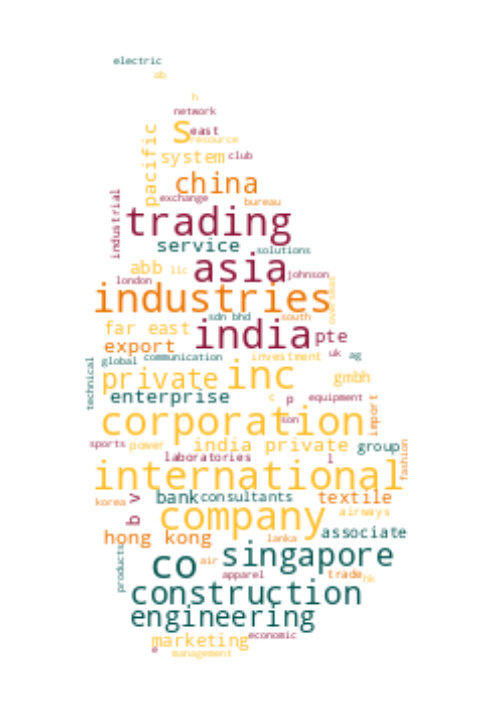 electric
ab
h
network
s east
resource
pacific
system club
china
exchange
bureau
industrial
trading
service solutions
asia
abb llc
johnson
london
industries
sdn bhd south
far east
india pte
export
uk ag
global communication investment
technical
private inc
gmbh
enterprise
c p equipment
corporation
son
import
sports power
india private group
laboratories l
fashion
international
korea
b v
bank consultants textile
company
airways
associate
hong kong
lanka
products
co air
singapore
apparel trade hk
construction
engineering
marketing economic
e
management